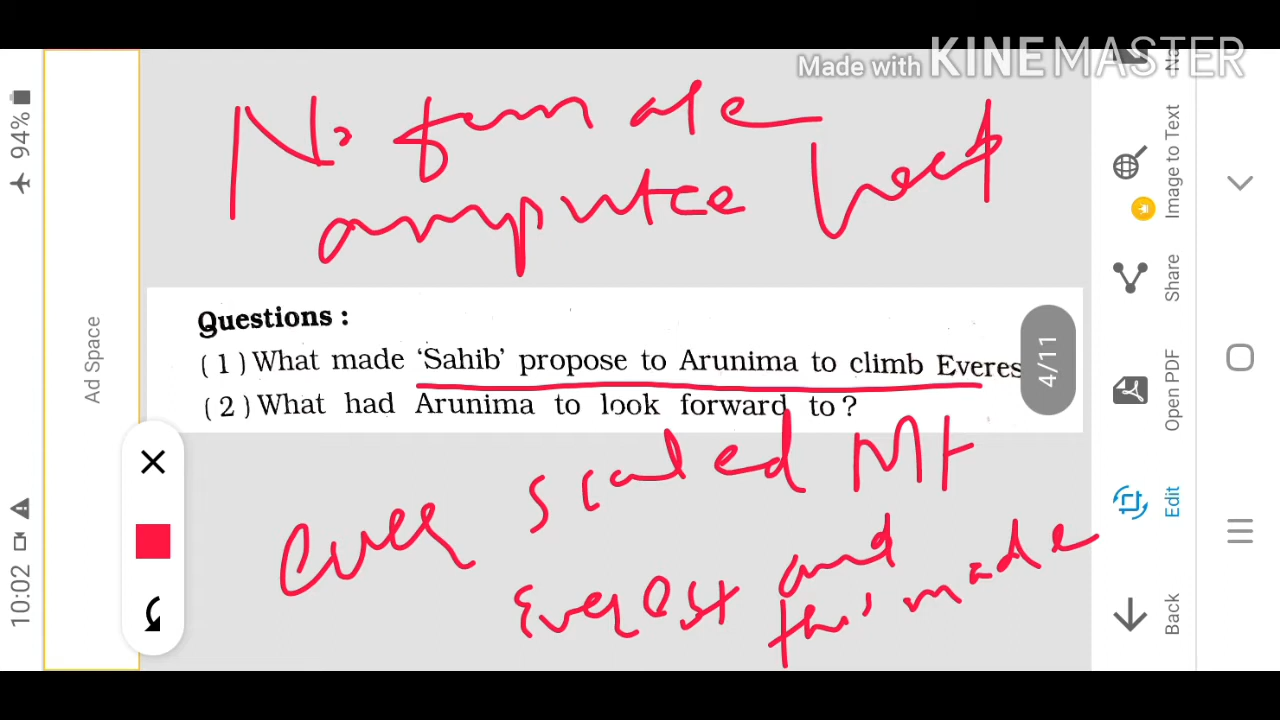 Made with KINEMASTER
No female
amputee had
Questions :
( 1 ) What made 'Sahib' propose to Arunima to climb Everes
( 2 ) What had Arunima to look forward to ?
ever scaled Mt
Everest and
this made
94%
10:02
Ad Space
4/11
Image to Text
Share
Open PDF
Edit
Back